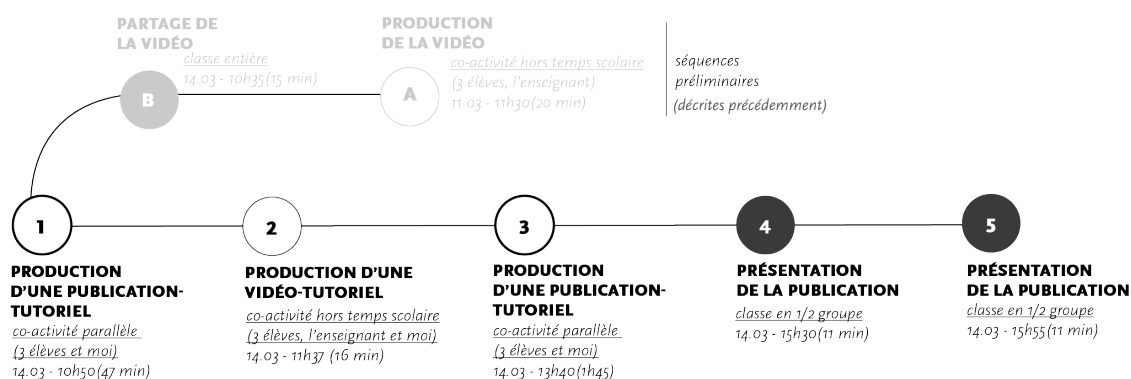 PARTAGE DE
LA VIDÉO
classe entière
14.03 - 10h35(15 min)
B
PRODUCTION
DE LA VIDÉO
co-activité hors temps scolaire
(3 élèves, l'enseignant)
11.03 - 11h30(20 min)
A
séquences
préliminaires
(décrites précédemment)
1
PRODUCTION
D'UNE PUBLICATION-
TUTORIEL
co-activité parallèle
(3 élèves et moi)
14.03 - 10h50(47 min)
2
PRODUCTION D'UNE
VIDÉO-TUTORIEL
co-activité hors temps scolaire
(3 élèves, l'enseignant et moi)
14.03 - 11h37 (16 min)
3
PRODUCTION
D'UNE PUBLICATION-
TUTORIEL
co-activité parallèle
(3 élèves et moi)
14.03 - 13h40(1h45)
4
PRÉSENTATION
DE LA PUBLICATION
classe en 1/2 groupe
14.03 - 15h30(11 min)
5
PRÉSENTATION
DE LA PUBLICATION
classe en 1/2 groupe
14.03 - 15h55(11 min)